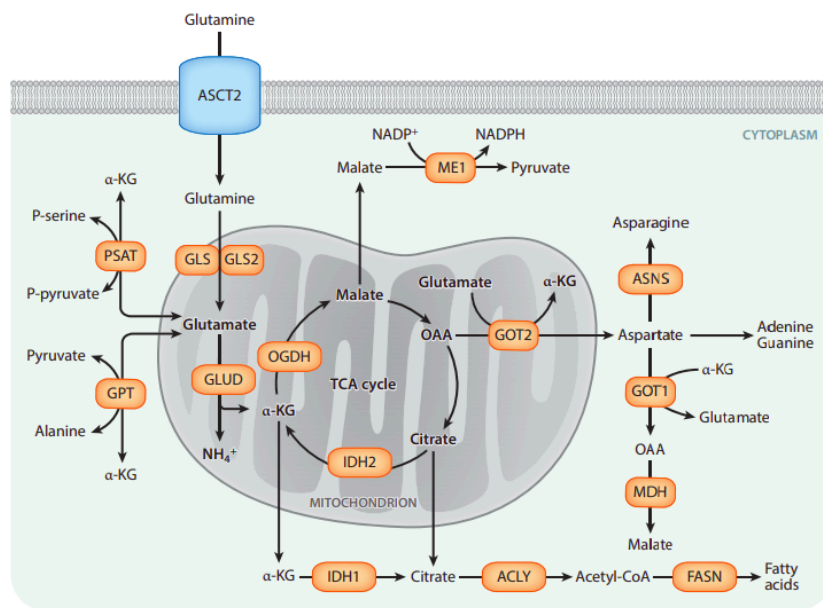 Glutamine
ASCT2
CYTOPLASM
NADP⁺
NADPH
Malate
ME1
Pyruvate
α-KG
Glutamine
P-serine
PSAT
P-pyruvate
GLS
GLS2
Asparagine
ASNS
Malate
Glutamate
α-KG
Glutamate
OAA
GOT2
Aspartate
Adenine
Guanine
Pyruvate
GPT
Alanine
α-KG
GLUD
OGDH
TCA cycle
α-KG
NH₄⁺
Citrate
IDH2
MITOCHONDRION
α-KG
GOT1
Glutamate
OAA
MDH
Malate
α-KG
IDH1
Citrate
ACLY
Acetyl-CoA
FASN
Fatty
acids